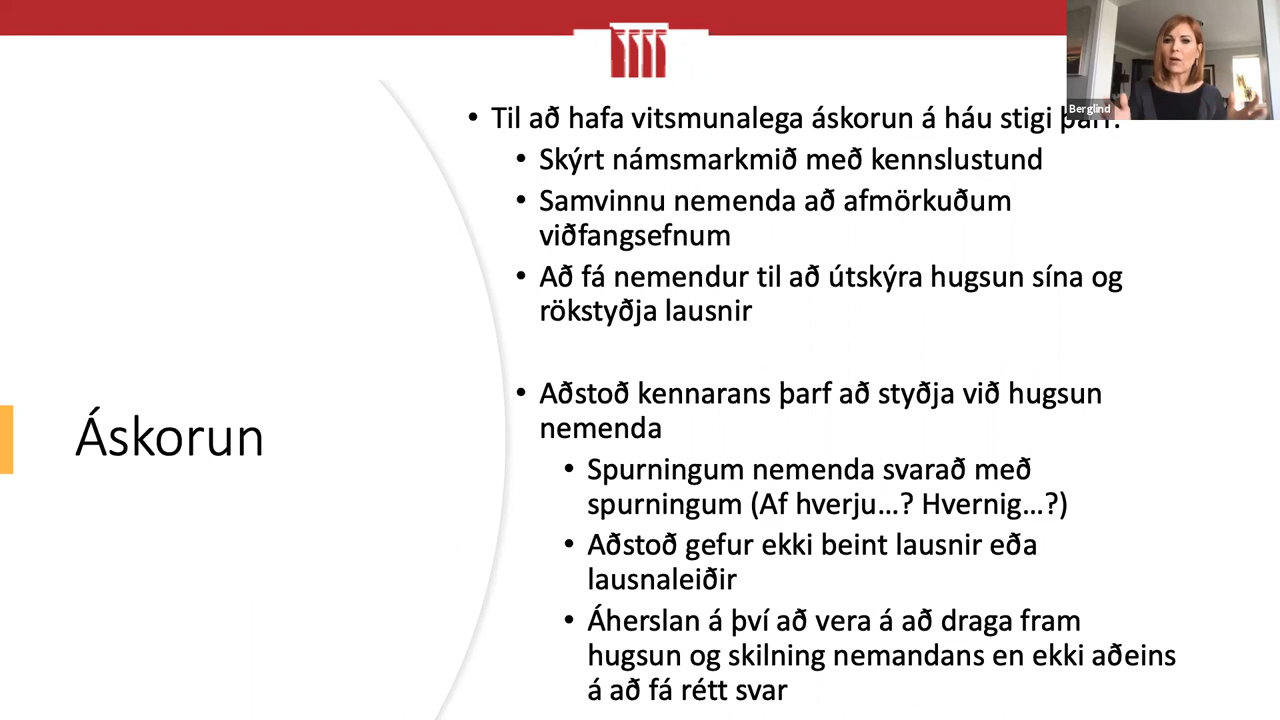 Berglind
• Til að hafa vitsmunalega áskorun á háu stigi þarf:
• Skýrt námsmarkmið með kennslustund
• Samvinnu nemenda að afmörkuðum
viðfangsefnum
• Að fá nemendur til að útskýra hugsun sína og
rökstyðja lausnir
• Aðstoð kennarans þarf að styðja við hugsun
nemenda
Áskorun
• Spurningum nemenda svarað með
spurningum (Af hverju...? Hvernig...?)
• Aðstoð gefur ekki beint lausnir eða
lausnaleiðir
• Áherslan á því að vera á að draga fram
hugsun og skilning nemandans en ekki aðeins
á að fá rétt svar